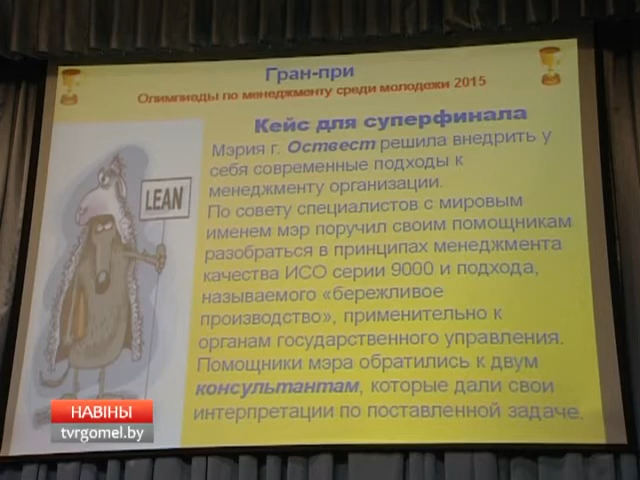 Гран-при
Олимпиады по менеджменту среди молодежи 2015
Кейс для суперфинала
Мэрия г. Оствест решила внедрить у
себя современные подходы к
менеджменту организации.
По совету специалистов с мировым
именем мэр поручил своим помощникам
разобраться в принципах менеджмента
качества ИСО серии 9000 и подхода,
называемого «бережливое
производство», применительно к
органам государственного управления.
Помощники мэра обратились к двум
консультантам, которые дали свои
интерпретации по поставленной задаче.
LEAN
НАВІНЫ
tvrgomel.by